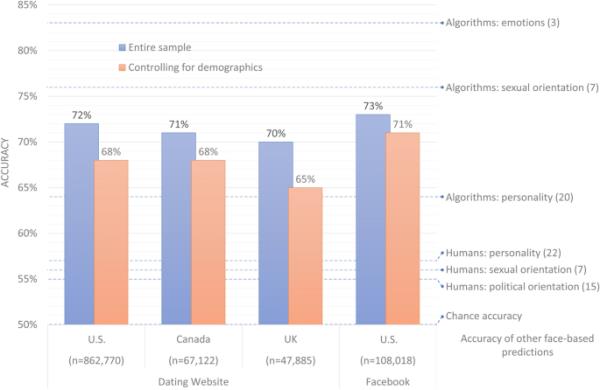 85%
80%
75%
70%
65%
60%
55%
50%
ACCURACY
Entire sample
Controlling for demographics
72%
68%
71%
68%
70%
65%
73%
71%
Algorithms: emotions (3)
Algorithms: sexual orientation (7)
Algorithms: personality (20)
Humans: personality (22)
Humans: sexual orientation (7)
Humans: political orientation (15)
Chance accuracy
Accuracy of other face-based
predictions
U.S.
Canada
UK
U.S.
(n=862,770)
(n=67,122)
(n=47,885)
(n=108,018)
Dating Website
Facebook